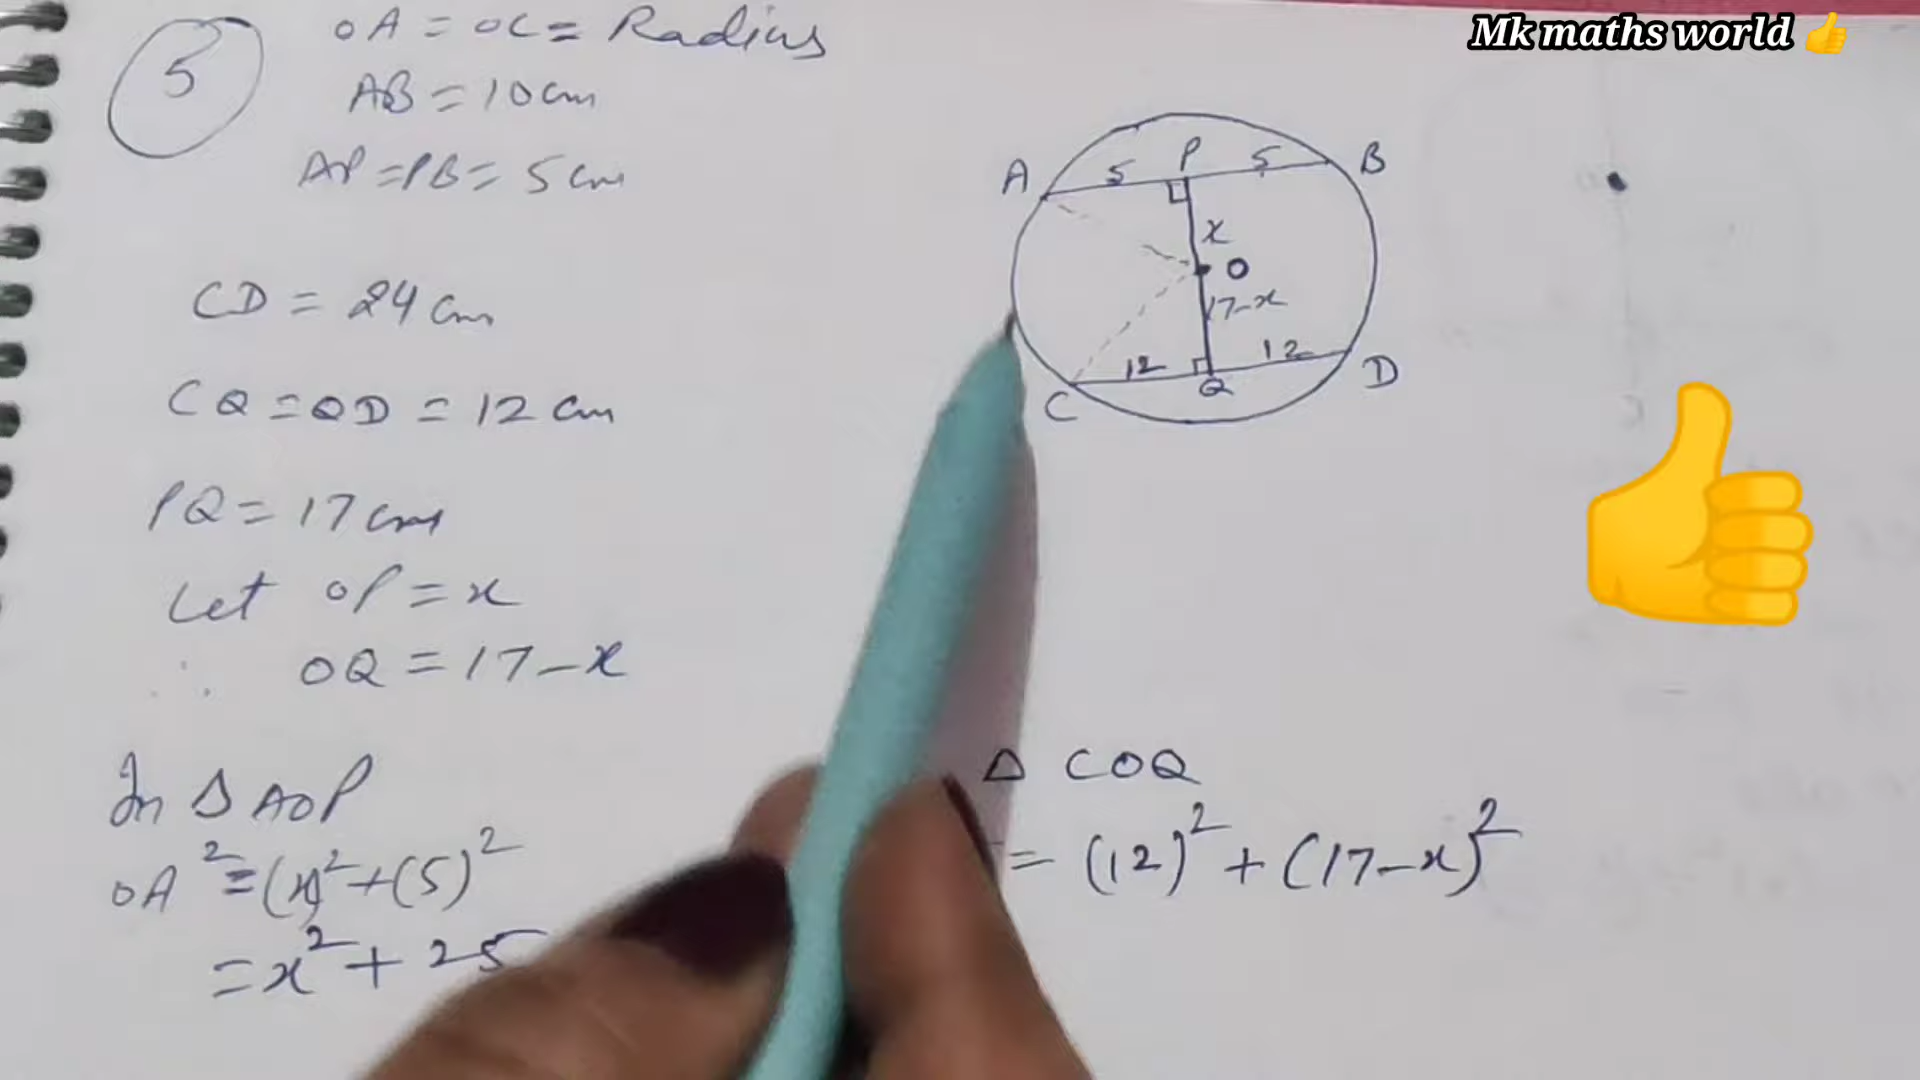 Mk maths world 👍
5
OA = OC = Radius
AB = 10 cm
AP = PB = 5 cm
CD = 24 cm
CQ = QD = 12 cm
PQ = 17 cm
Let OP = x
∴ OQ = 17 - x
In Δ AOP
OA² = (x)² + (5)²
= x² + 25
A 5 P 5 B
x
O
17-x
12 12
C Q D
Δ COQ
= (12)² + (17 - x)²